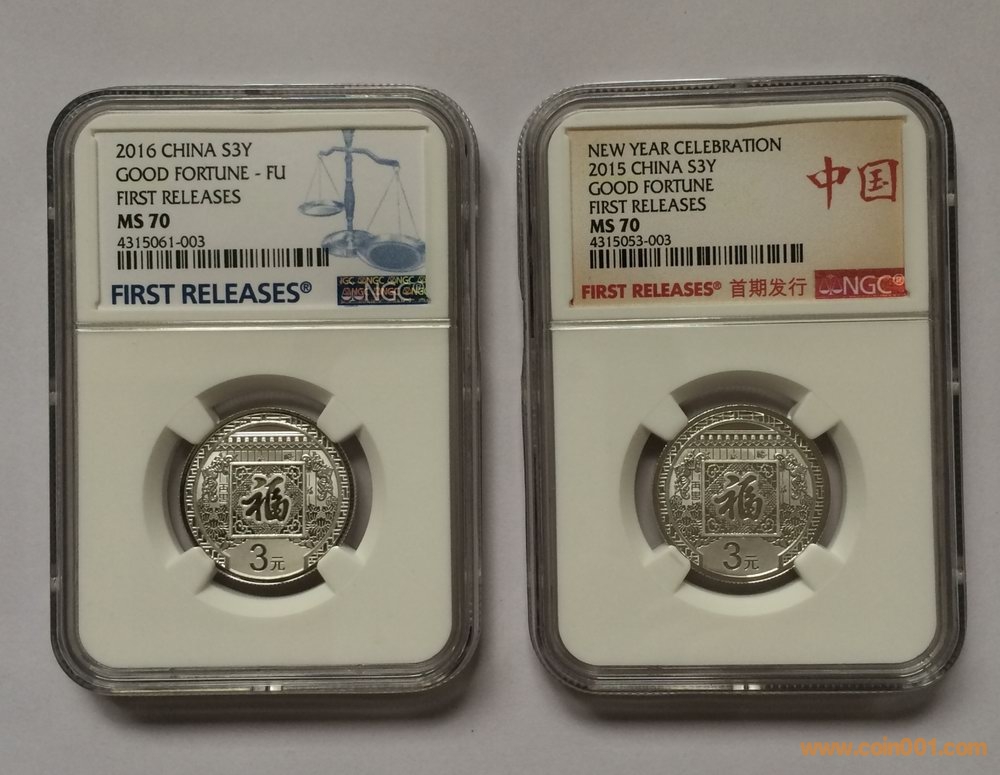 2016 CHINA S3Y
GOOD FORTUNE - FU
FIRST RELEASES
MS 70
4315061-003
FIRST RELEASES®
NGC
福
3元
NEW YEAR CELEBRATION
2015 CHINA S3Y
GOOD FORTUNE
FIRST RELEASES
MS 70
4315053-003
中国
FIRST RELEASES® 首期发行
NGC®
福
3元
www.coin001.com